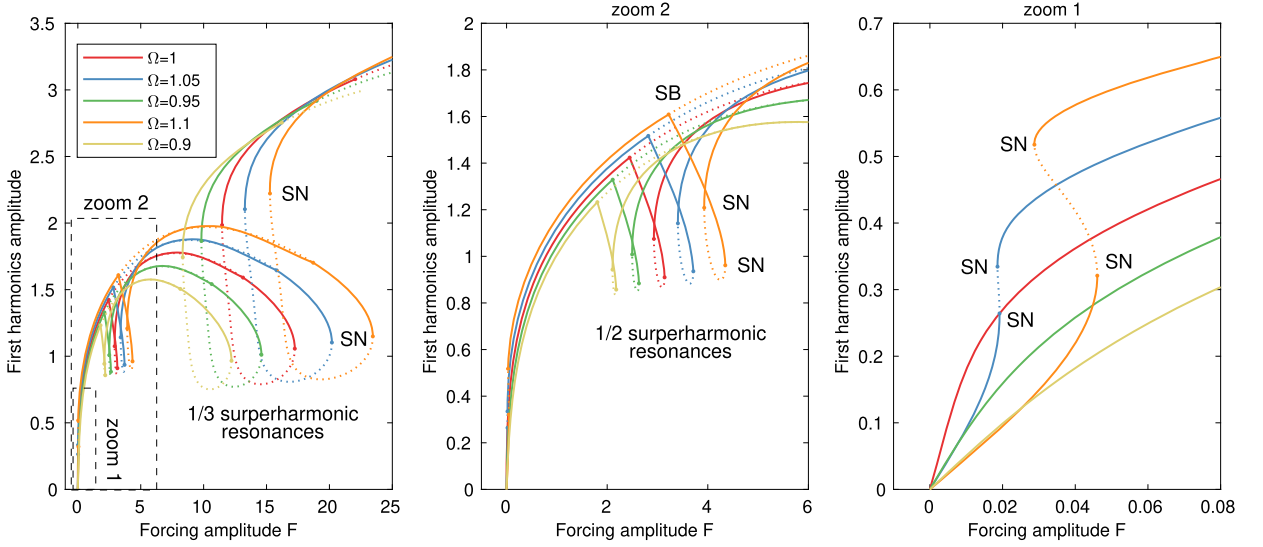 zoom 2
zoom 1
3.5
3
2.5
2
1.5
1
0.5
0
0
5
10
15
20
25
First harmonics amplitude
Forcing amplitude F
Ω=1
Ω=1.05
Ω=0.95
Ω=1.1
Ω=0.9
zoom 2
zoom 1
SN
SN
1/3 surperharmonic
resonances
2
1.8
1.6
1.4
1.2
1
0.8
0.6
0.4
0.2
0
0
2
4
6
First harmonics amplitude
Forcing amplitude F
SB
SN
SN
1/2 surperharmonic
resonances
0.7
0.6
0.5
0.4
0.3
0.2
0.1
0
0
0.02
0.04
0.06
0.08
First harmonics amplitude
Forcing amplitude F
SN
SN
SN
SN